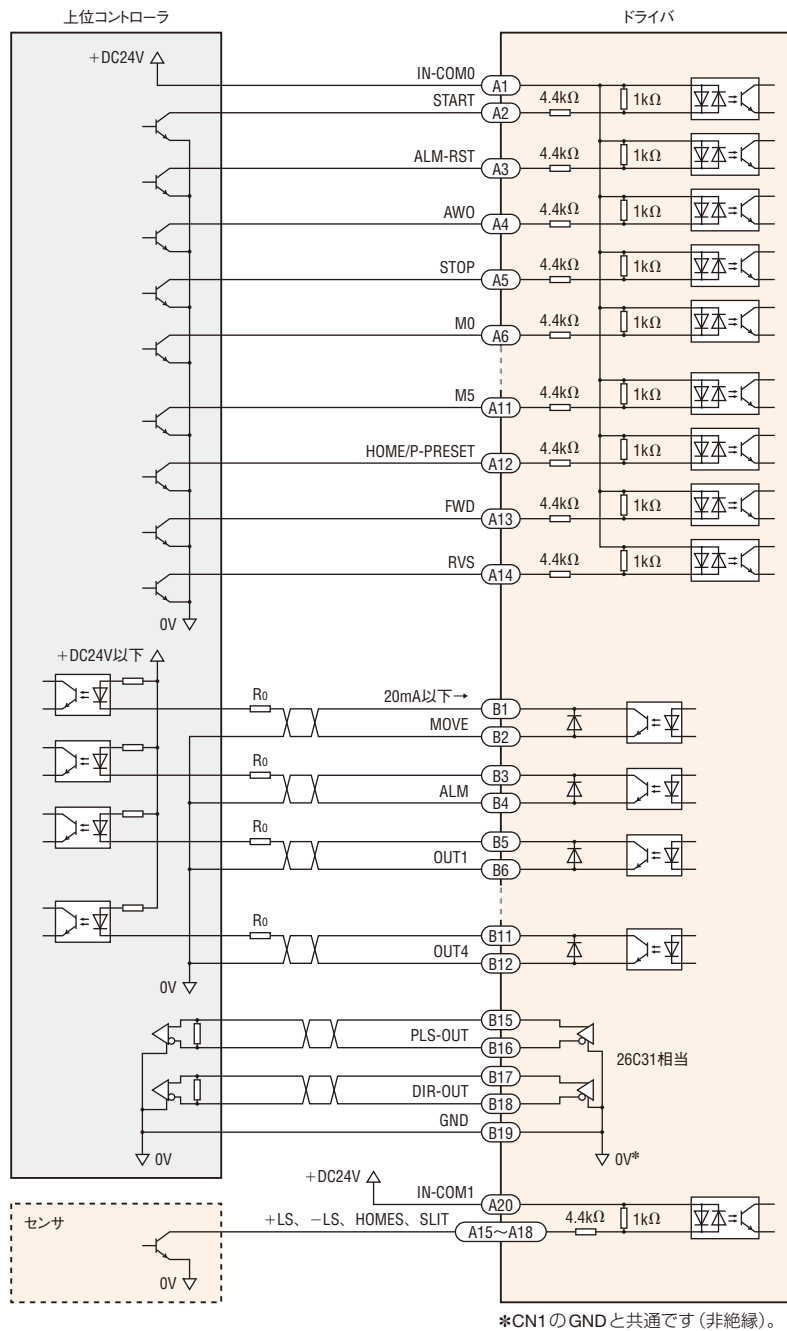 上位コントローラ
ドライバ
+DC24V
IN-COM0
A1
START
A2
4.4kΩ
1kΩ
ALM-RST
A3
4.4kΩ
1kΩ
AWO
A4
4.4kΩ
1kΩ
STOP
A5
4.4kΩ
1kΩ
M0
A6
4.4kΩ
1kΩ
M5
A11
4.4kΩ
1kΩ
HOME/P-PRESET
A12
4.4kΩ
1kΩ
FWD
A13
4.4kΩ
1kΩ
RVS
A14
4.4kΩ
1kΩ
0V
+DC24V以下
R0
20mA以下→
B1
MOVE
B2
R0
B3
ALM
B4
R0
B5
OUT1
B6
R0
B11
OUT4
B12
0V
B15
PLS-OUT
B16
26C31相当
B17
DIR-OUT
B18
GND
B19
0V
0V*
+DC24V
IN-COM1
A20
センサ
+LS、−LS、HOMES、SLIT
A15〜A18
4.4kΩ
1kΩ
0V
*CN1のGNDと共通です（非絶縁）。